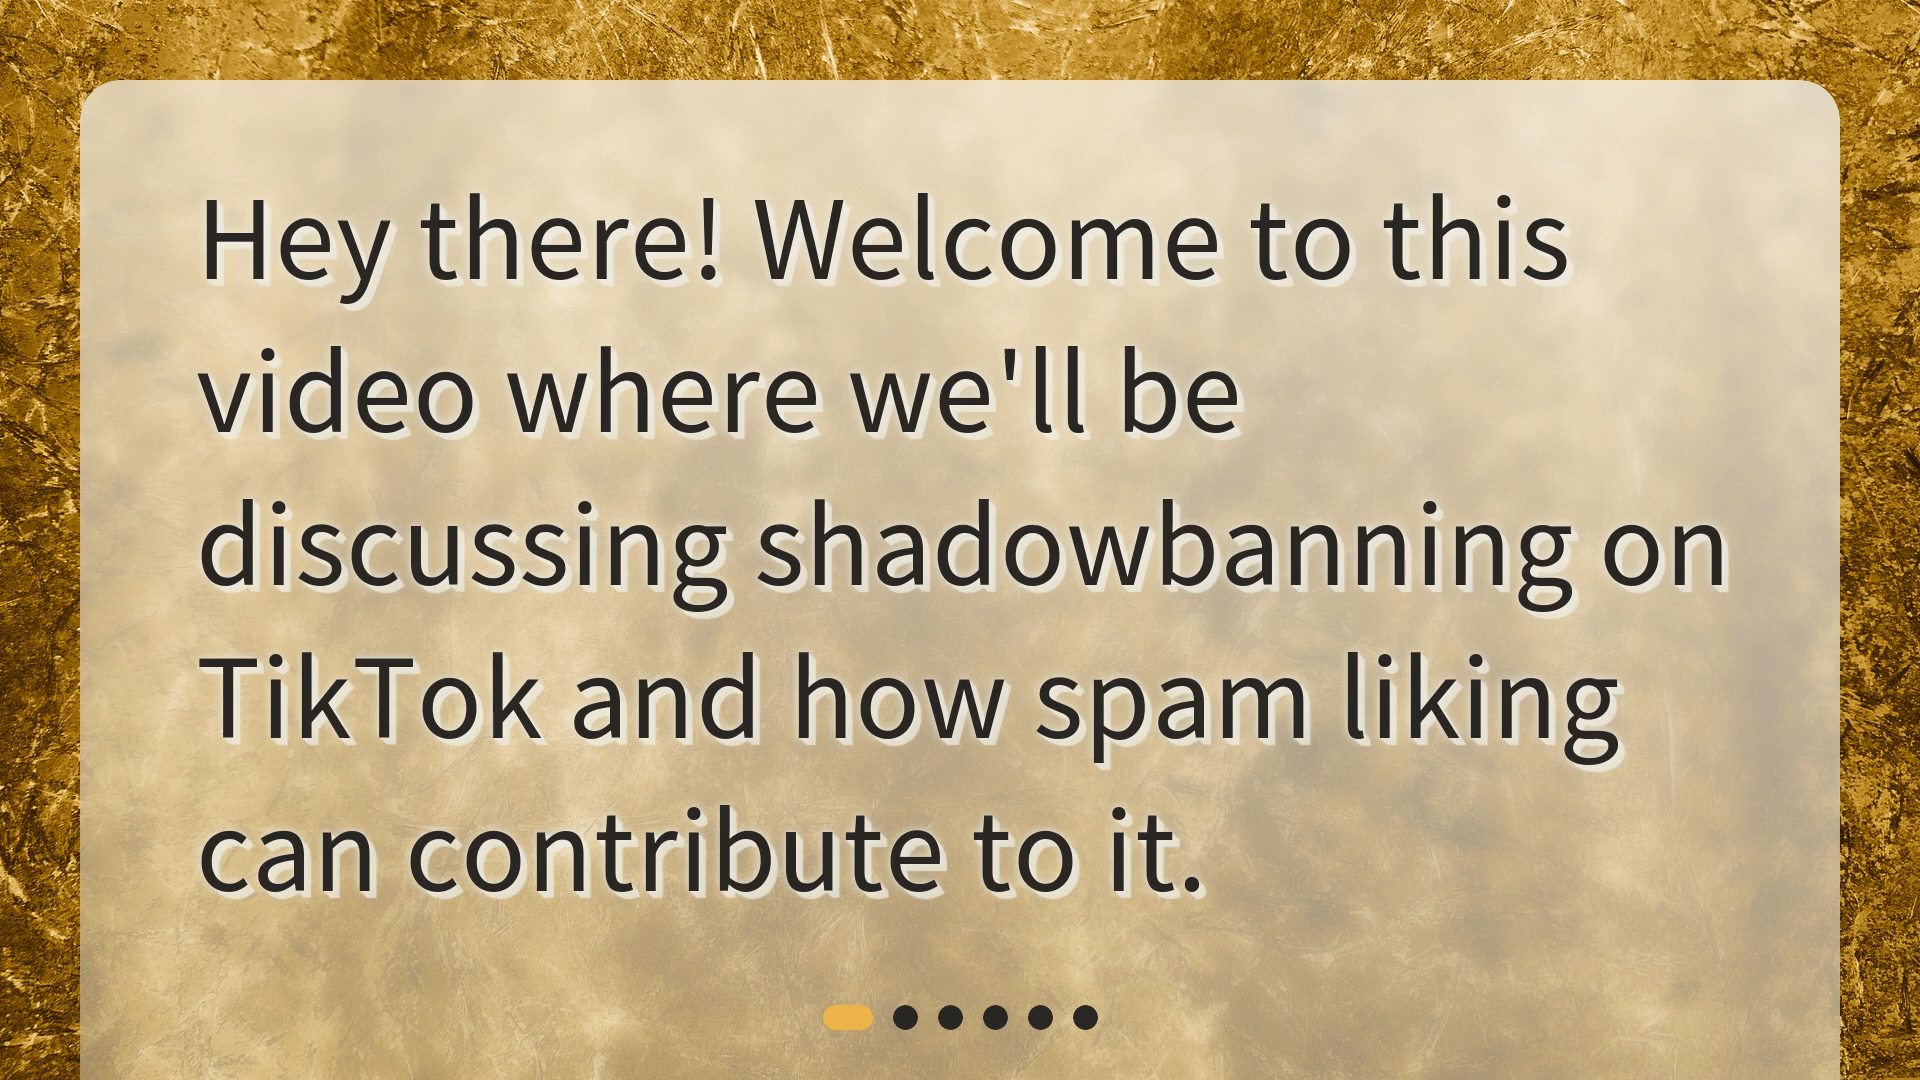 Hey there! Welcome to this
video where we'll be
discussing shadowbanning on
TikTok and how spam liking
can contribute to it.